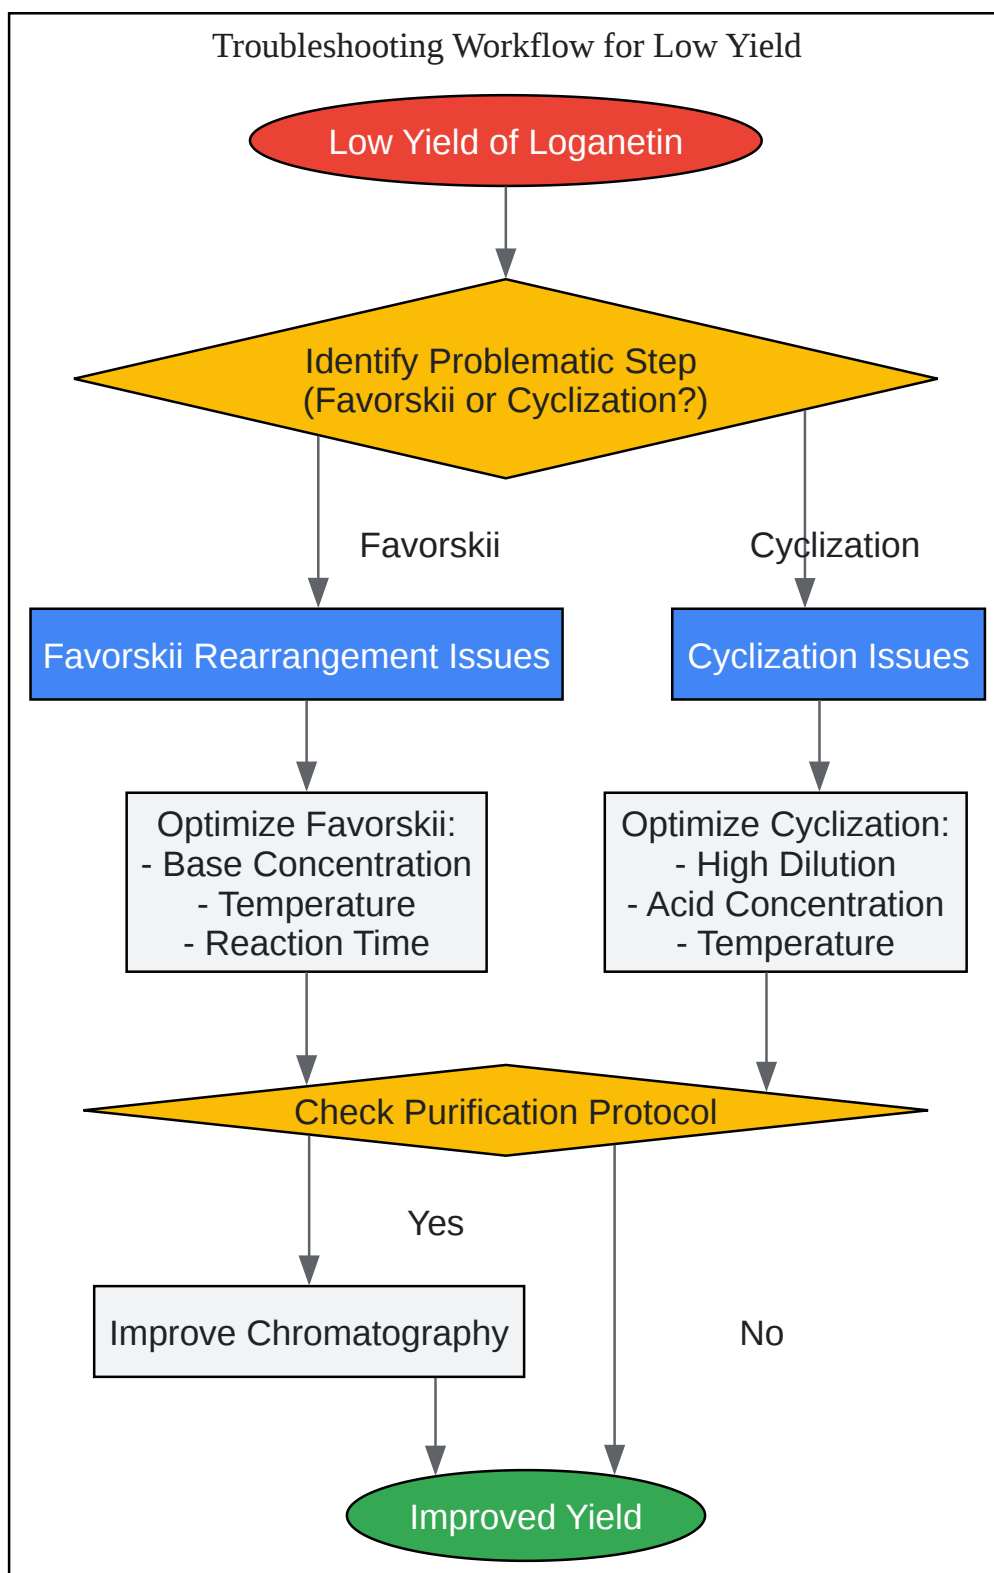 Troubleshooting Workflow for Low Yield
Low Yield of Loganetin
Identify Problematic Step
(Favorskii or Cyclization?)
Favorskii
Cyclization
Favorskii Rearrangement Issues
Cyclization Issues
Optimize Favorskii:
- Base Concentration
- Temperature
- Reaction Time
Optimize Cyclization:
- High Dilution
- Acid Concentration
- Temperature
Check Purification Protocol
Yes
Improve Chromatography
No
Improved Yield